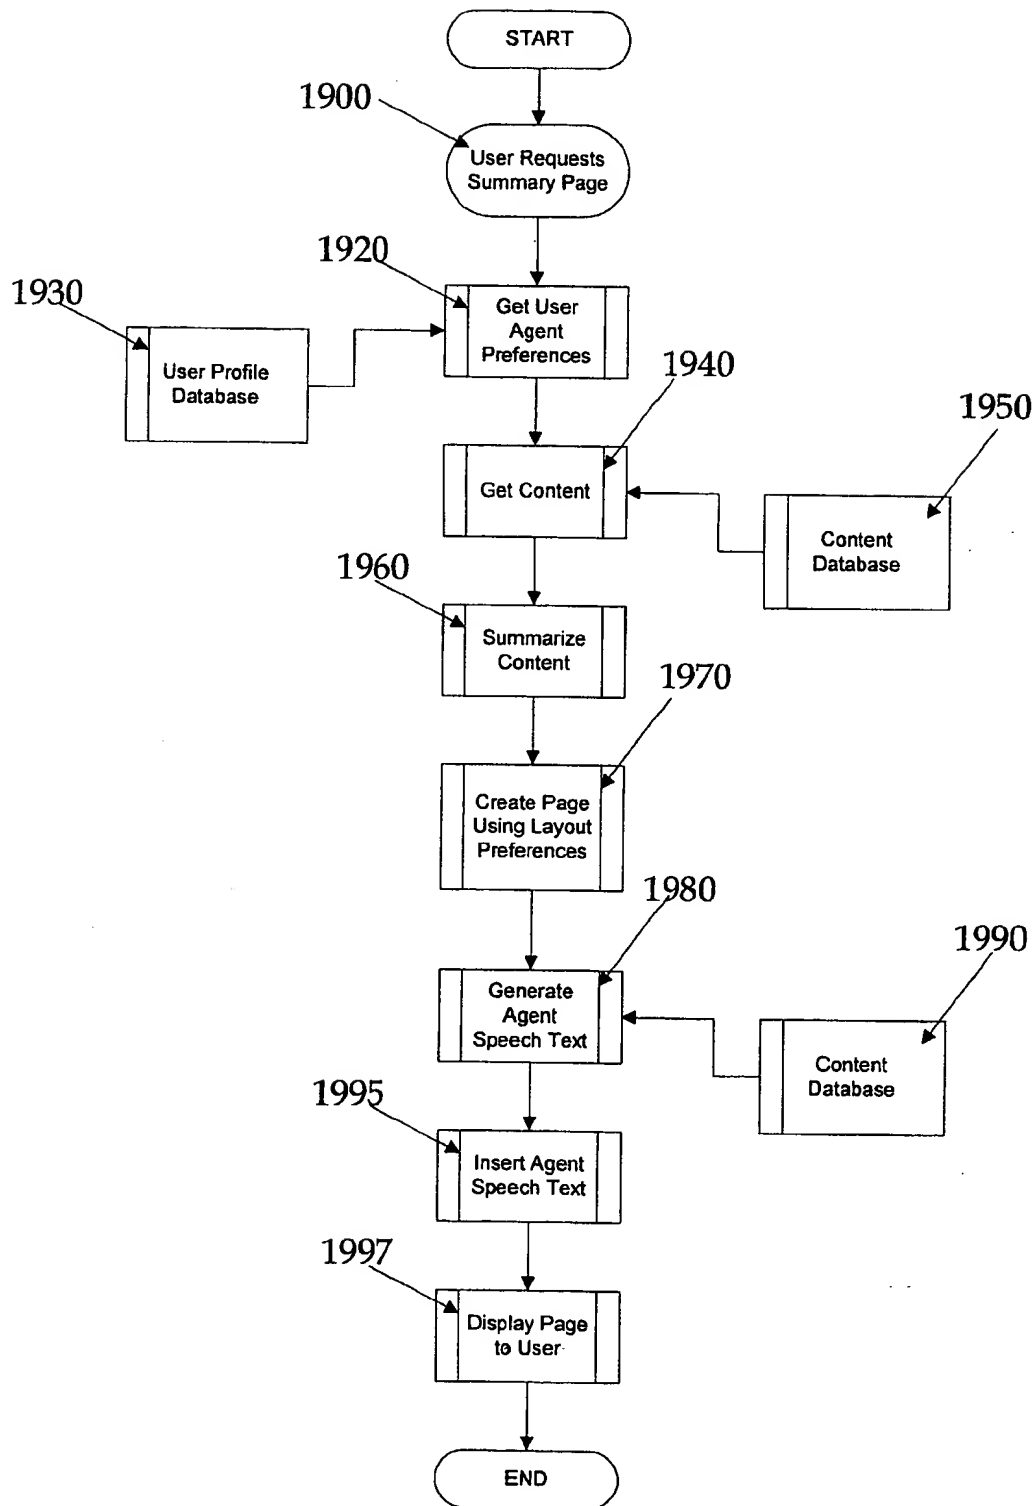 START
1900
User Requests
Summary Page
1920
1930
Get User
Agent
Preferences
User Profile
Database
1940
1950
Get Content
Content
Database
1960
Summarize
Content
1970
Create Page
Using Layout
Preferences
1980
1990
Generate
Agent
Speech Text
Content
Database
1995
Insert Agent
Speech Text
1997
Display Page
to User
END